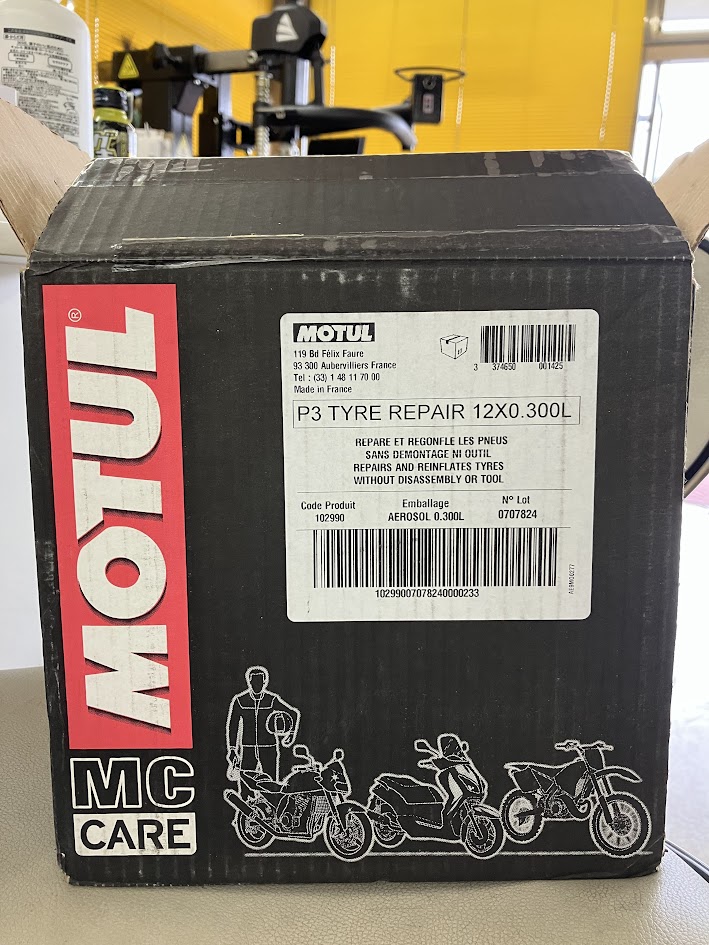 MOTUL®
MOTUL
119 Bd Félix Faure
93 300 Aubervilliers France
Tel : (33) 1 48 11 70 00
Made in France
3 374650 001425
P3 TYRE REPAIR 12X0.300L
REPARE ET REGONFLE LES PNEUS
SANS DEMONTAGE NI OUTIL
REPAIRS AND REINFLATES TYRES
WITHOUT DISASSEMBLY OR TOOL
Code Produit Emballage N° Lot
102990 AEROSOL 0.300L 0707824
10299007078240000233
MC
CARE